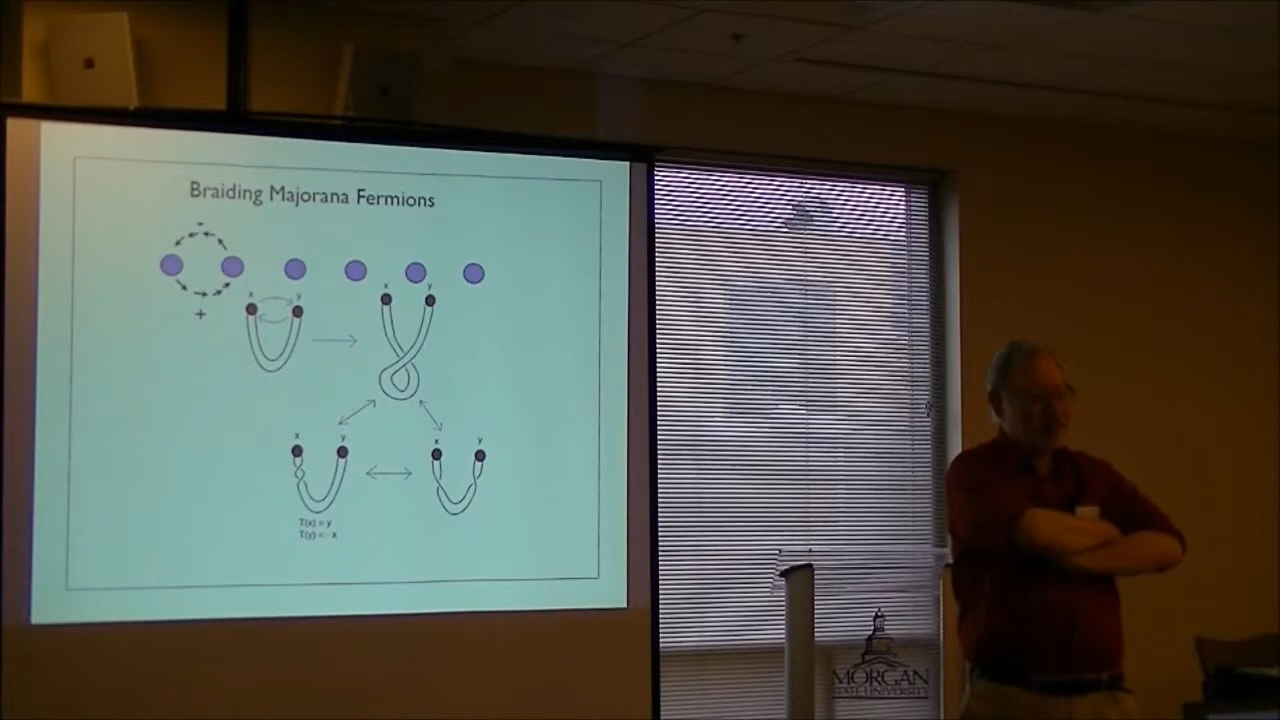 Braiding Majorana Fermions
-
+
x y
x y
x y
x y
T(x) = y
T(y) = - x
MORGAN
STATE UNIVERSITY